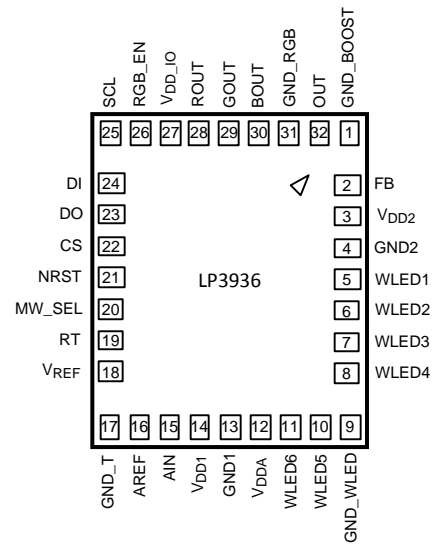 SCL
RGB_EN
VDD_IO
ROUT
GOUT
BOUT
GND_RGB
OUT
GND_BOOST
25 26 27 28 29 30 31 32 1
DI 24
DO 23
CS 22
NRST 21
MW_SEL 20
RT 19
VREF 18
LP3936
2 FB
3 VDD2
4 GND2
5 WLED1
6 WLED2
7 WLED3
8 WLED4
17 16 15 14 13 12 11 10 9
GND_T
AREF
AIN
VDD1
GND1
VDDA
WLED6
WLED5
GND_WLED